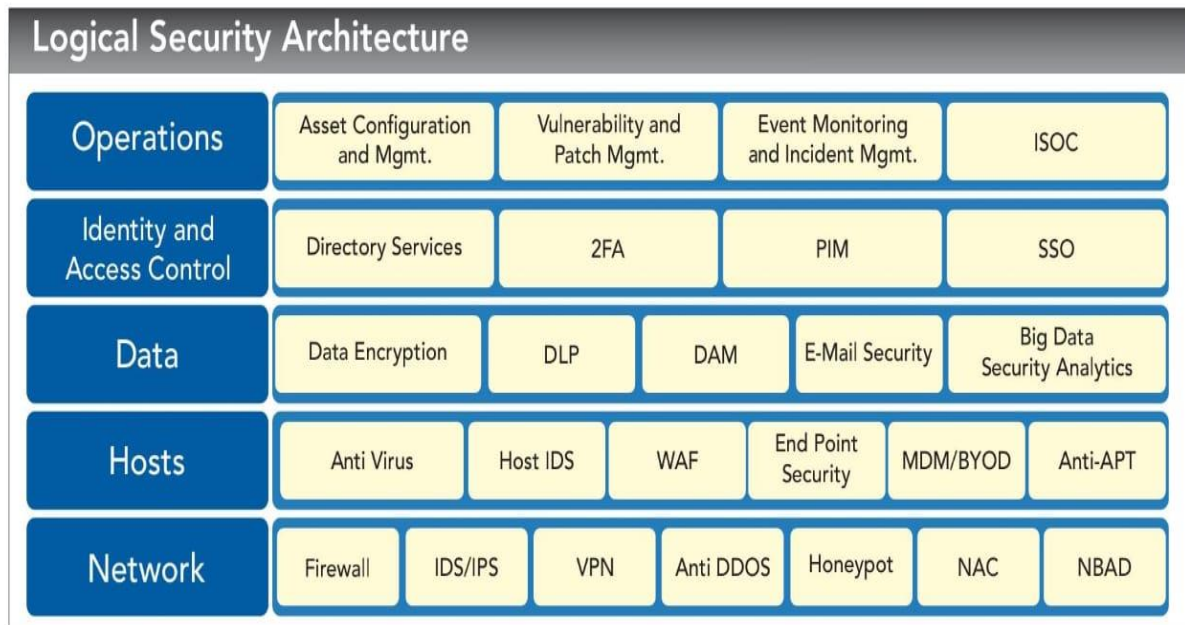 Logical Security Architecture
Operations
Asset Configuration
and Mgmt.
Vulnerability and
Patch Mgmt.
Event Monitoring
and Incident Mgmt.
ISOC
Identity and
Access Control
Directory Services
2FA
PIM
SSO
Data
Data Encryption
DLP
DAM
E-Mail Security
Big Data
Security Analytics
Hosts
Anti Virus
Host IDS
WAF
End Point
Security
MDM/BYOD
Anti-APT
Network
Firewall
IDS/IPS
VPN
Anti DDOS
Honeypot
NAC
NBAD